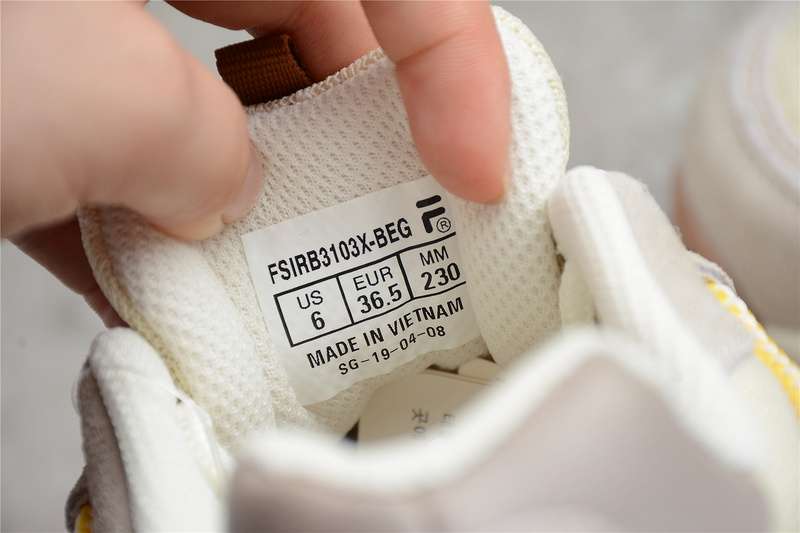 FSIRB3103X-BEG F®
US EUR MM
6 36.5 230
MADE IN VIETNAM
SG-19-04-08